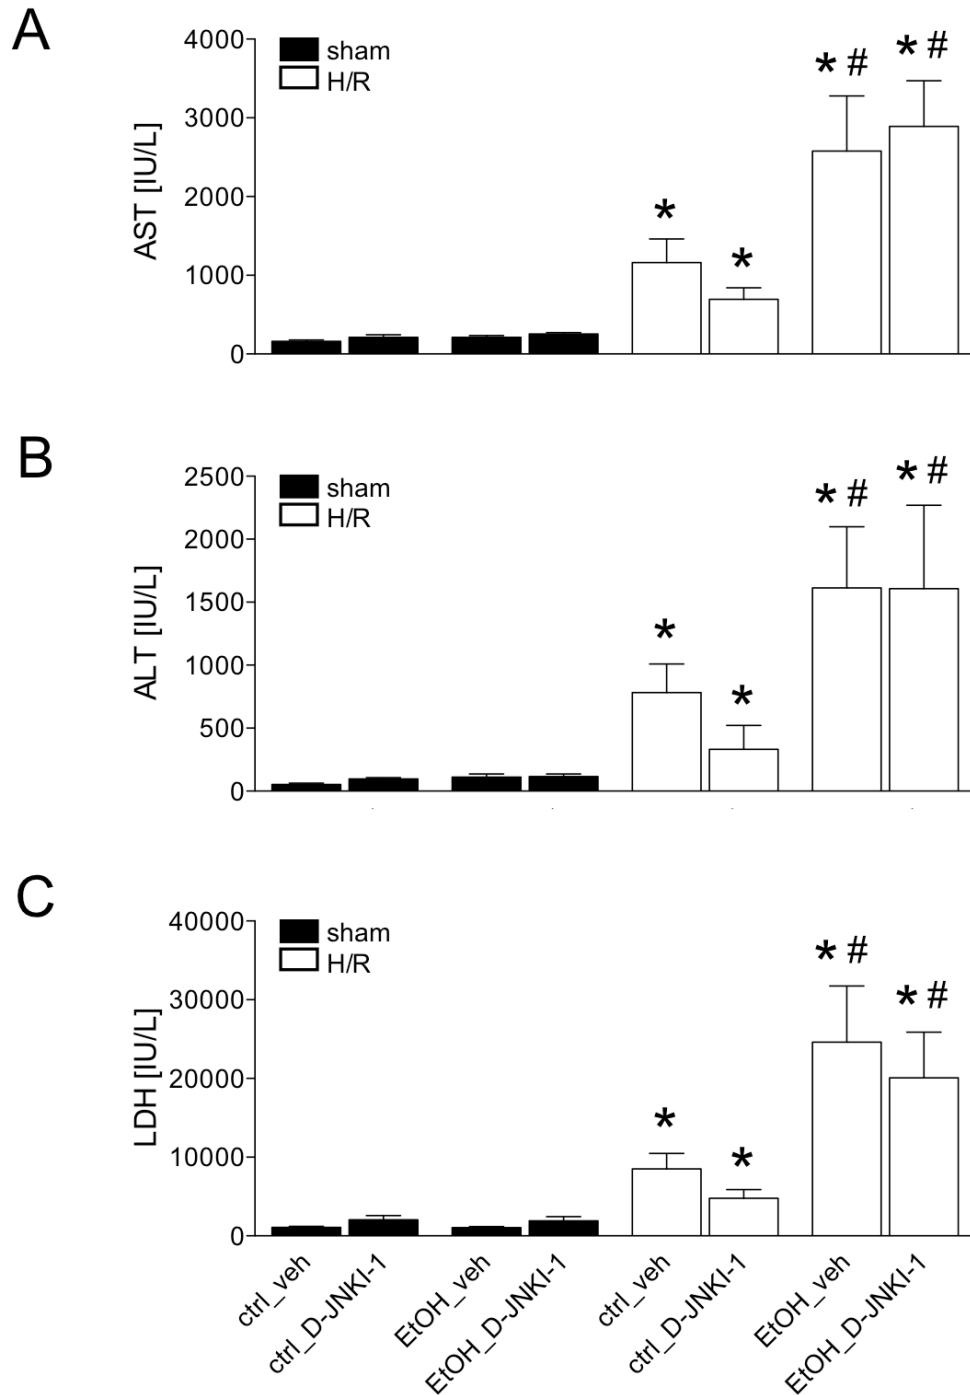 A
4000
3000
2000
1000
0
AST [IU/L]
sham
H/R
*
*
* #
* #
B
2500
2000
1500
1000
500
0
ALT [IU/L]
sham
H/R
*
*
* #
* #
C
40000
30000
20000
10000
0
LDH [IU/L]
sham
H/R
*
*
* #
* #
ctrl_veh
ctrl_D-JNKI-1
EtOH_veh
EtOH_D-JNKI-1
ctrl_veh
ctrl_D-JNKI-1
EtOH_veh
EtOH_D-JNKI-1